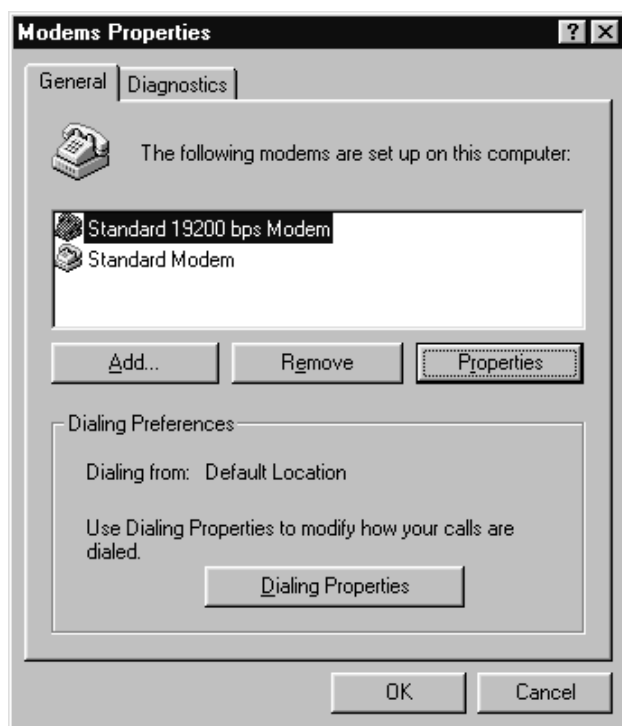 Modems Properties
General
Diagnostics
The following modems are set up on this computer:
Standard 19200 bps Modem
Standard Modem
Add...
Remove
Properties
Dialing Preferences
Dialing from: Default Location
Use Dialing Properties to modify how your calls are
dialed.
Dialing Properties
OK
Cancel